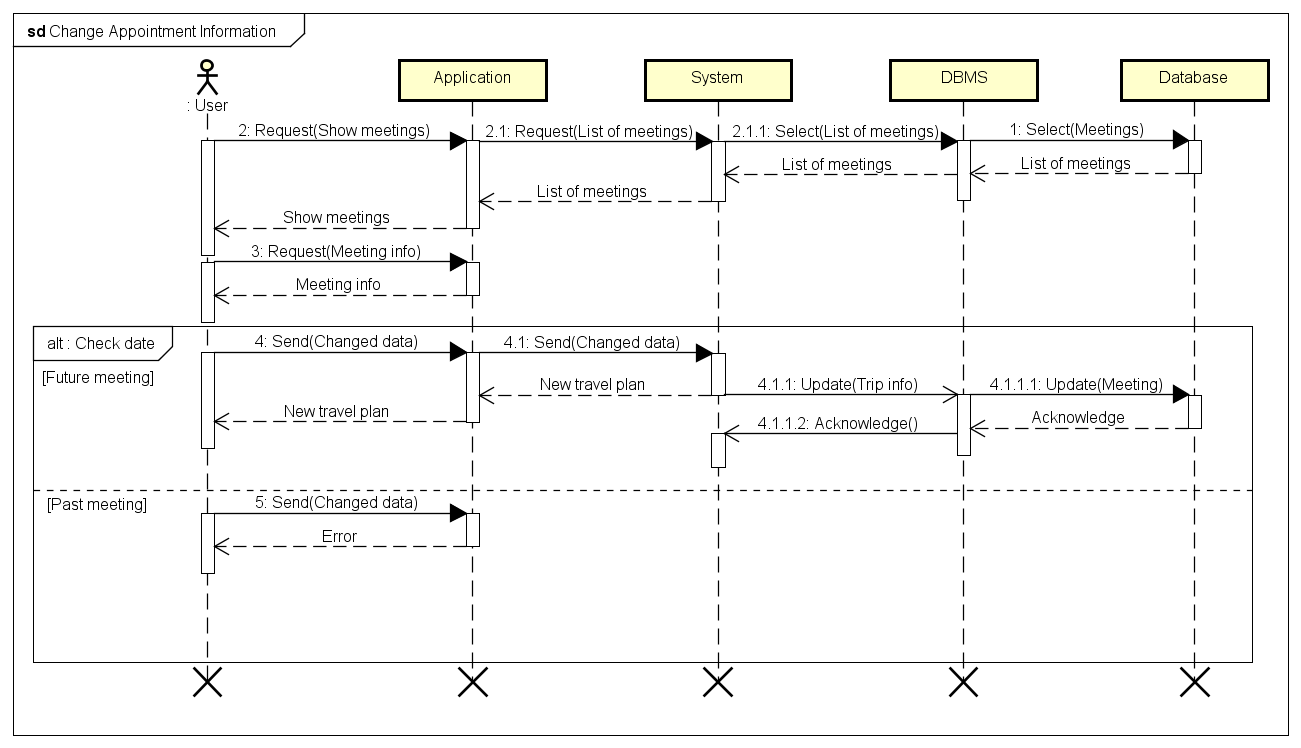 sd Change Appointment Information
: User
Application
System
DBMS
Database
2: Request(Show meetings)
2.1: Request(List of meetings)
2.1.1: Select(List of meetings)
1: Select(Meetings)
List of meetings
List of meetings
List of meetings
Show meetings
3: Request(Meeting info)
Meeting info
alt : Check date
[Future meeting]
4: Send(Changed data)
4.1: Send(Changed data)
New travel plan
4.1.1: Update(Trip info)
4.1.1.1: Update(Meeting)
New travel plan
4.1.1.2: Acknowledge()
Acknowledge
[Past meeting]
5: Send(Changed data)
Error